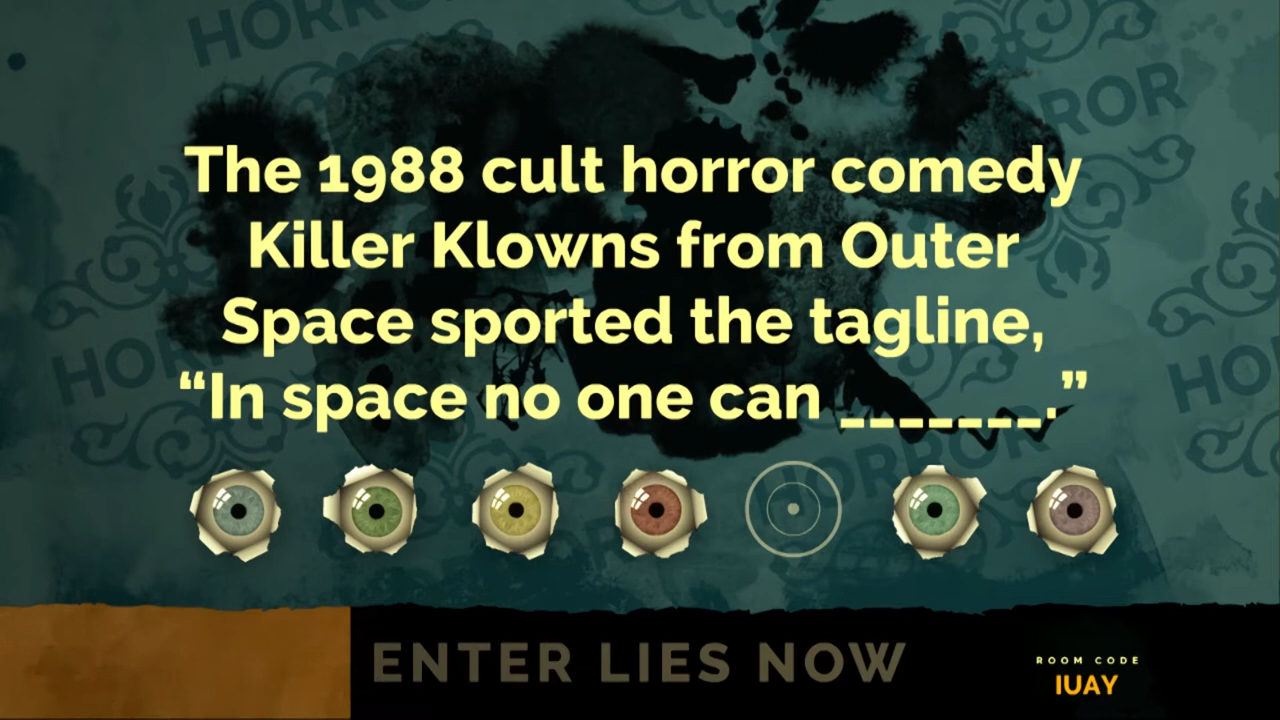 HORROR
The 1988 cult horror comedy
Killer Klowns from Outer
Space sported the tagline,
“In space no one can _______.”
ENTER LIES NOW
ROOM CODE
IUAY